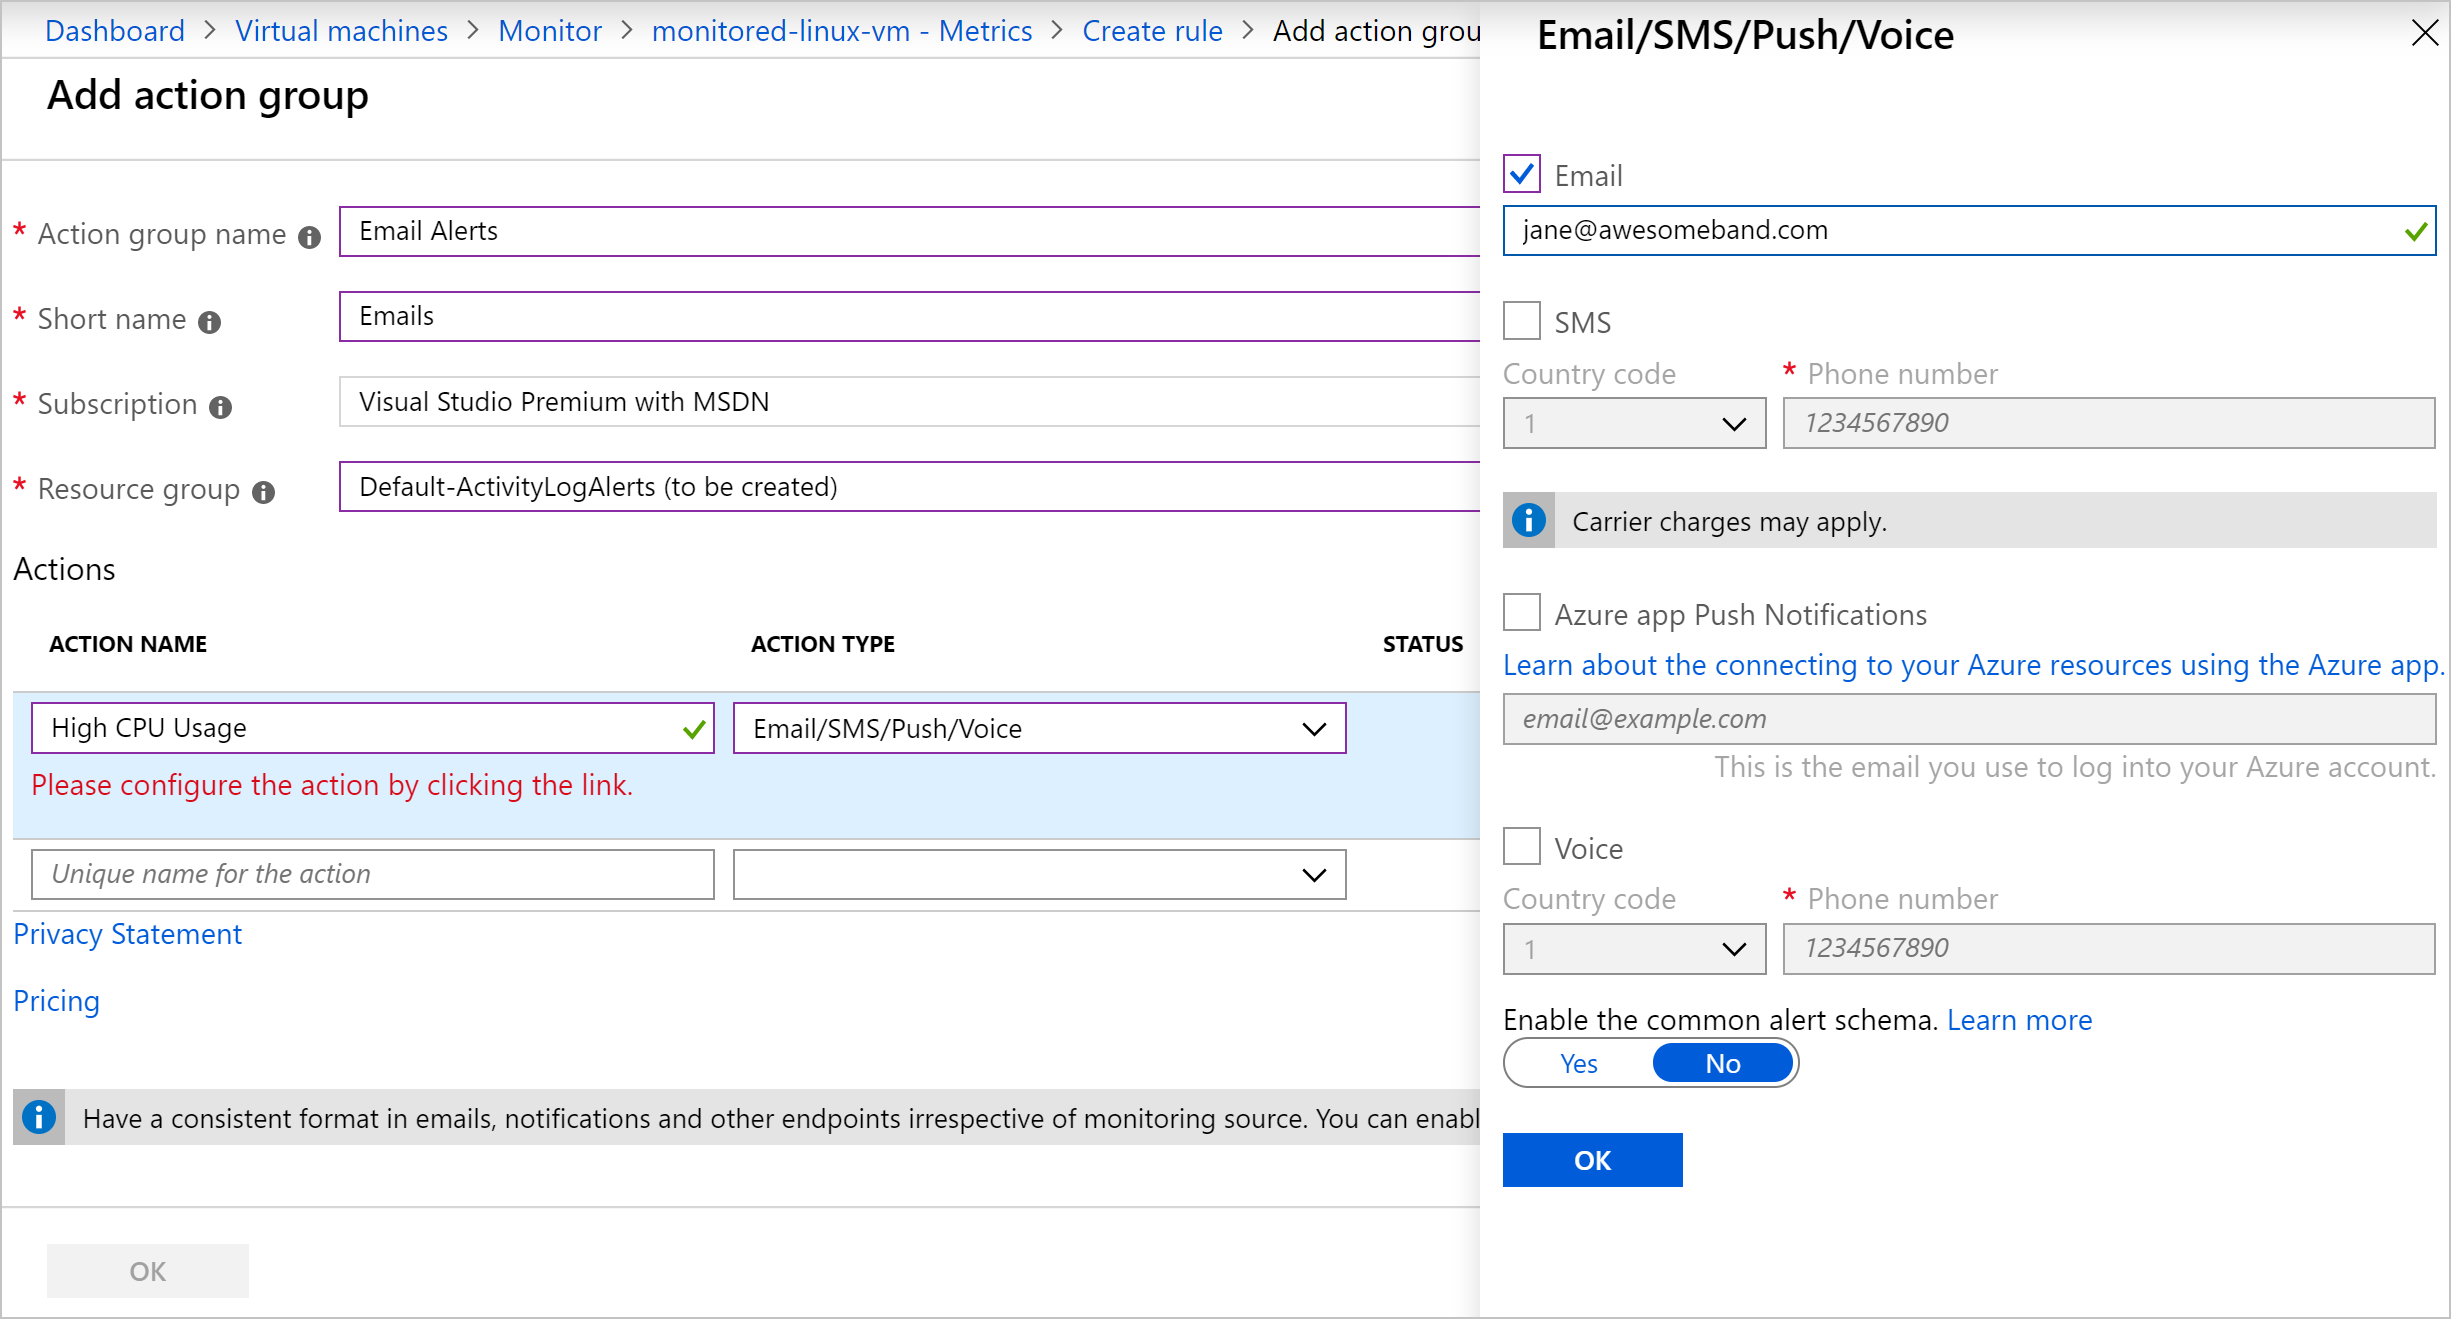 Dashboard > Virtual machines > Monitor > monitored-linux-vm - Metrics > Create rule > Add action grou
Add action group
* Action group name
Email Alerts
* Short name
Emails
* Subscription
Visual Studio Premium with MSDN
* Resource group
Default-ActivityLogAlerts (to be created)
Actions
ACTION NAME ACTION TYPE STATUS
High CPU Usage Email/SMS/Push/Voice
Please configure the action by clicking the link.
Unique name for the action
Privacy Statement
Pricing
Have a consistent format in emails, notifications and other endpoints irrespective of monitoring source. You can enabl
OK
Email/SMS/Push/Voice
Email
jane@awesomeband.com
SMS
Country code * Phone number
1 1234567890
Carrier charges may apply.
Azure app Push Notifications
Learn about the connecting to your Azure resources using the Azure app.
email@example.com
This is the email you use to log into your Azure account.
Voice
Country code * Phone number
1 1234567890
Enable the common alert schema. Learn more
Yes No
OK